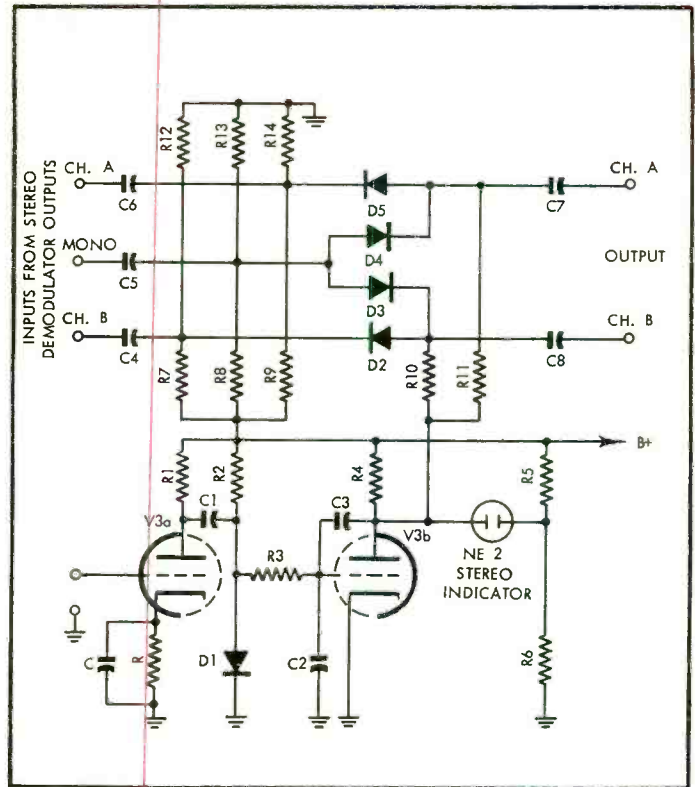 R12
R13
R14
CH. A
C6
D5
C7
CH. A
MONO
C5
D4
OUTPUT
INPUTS FROM STEREO
DEMODULATOR OUTPUTS
CH. B
C4
D3
D2
C8
CH. B
R7
R8
R9
R10
R11
B+
R1
R2
R4
R5
C1
C3
V3a
V3b
R3
NE 2
STEREO
INDICATOR
C
R
D1
C2
R6